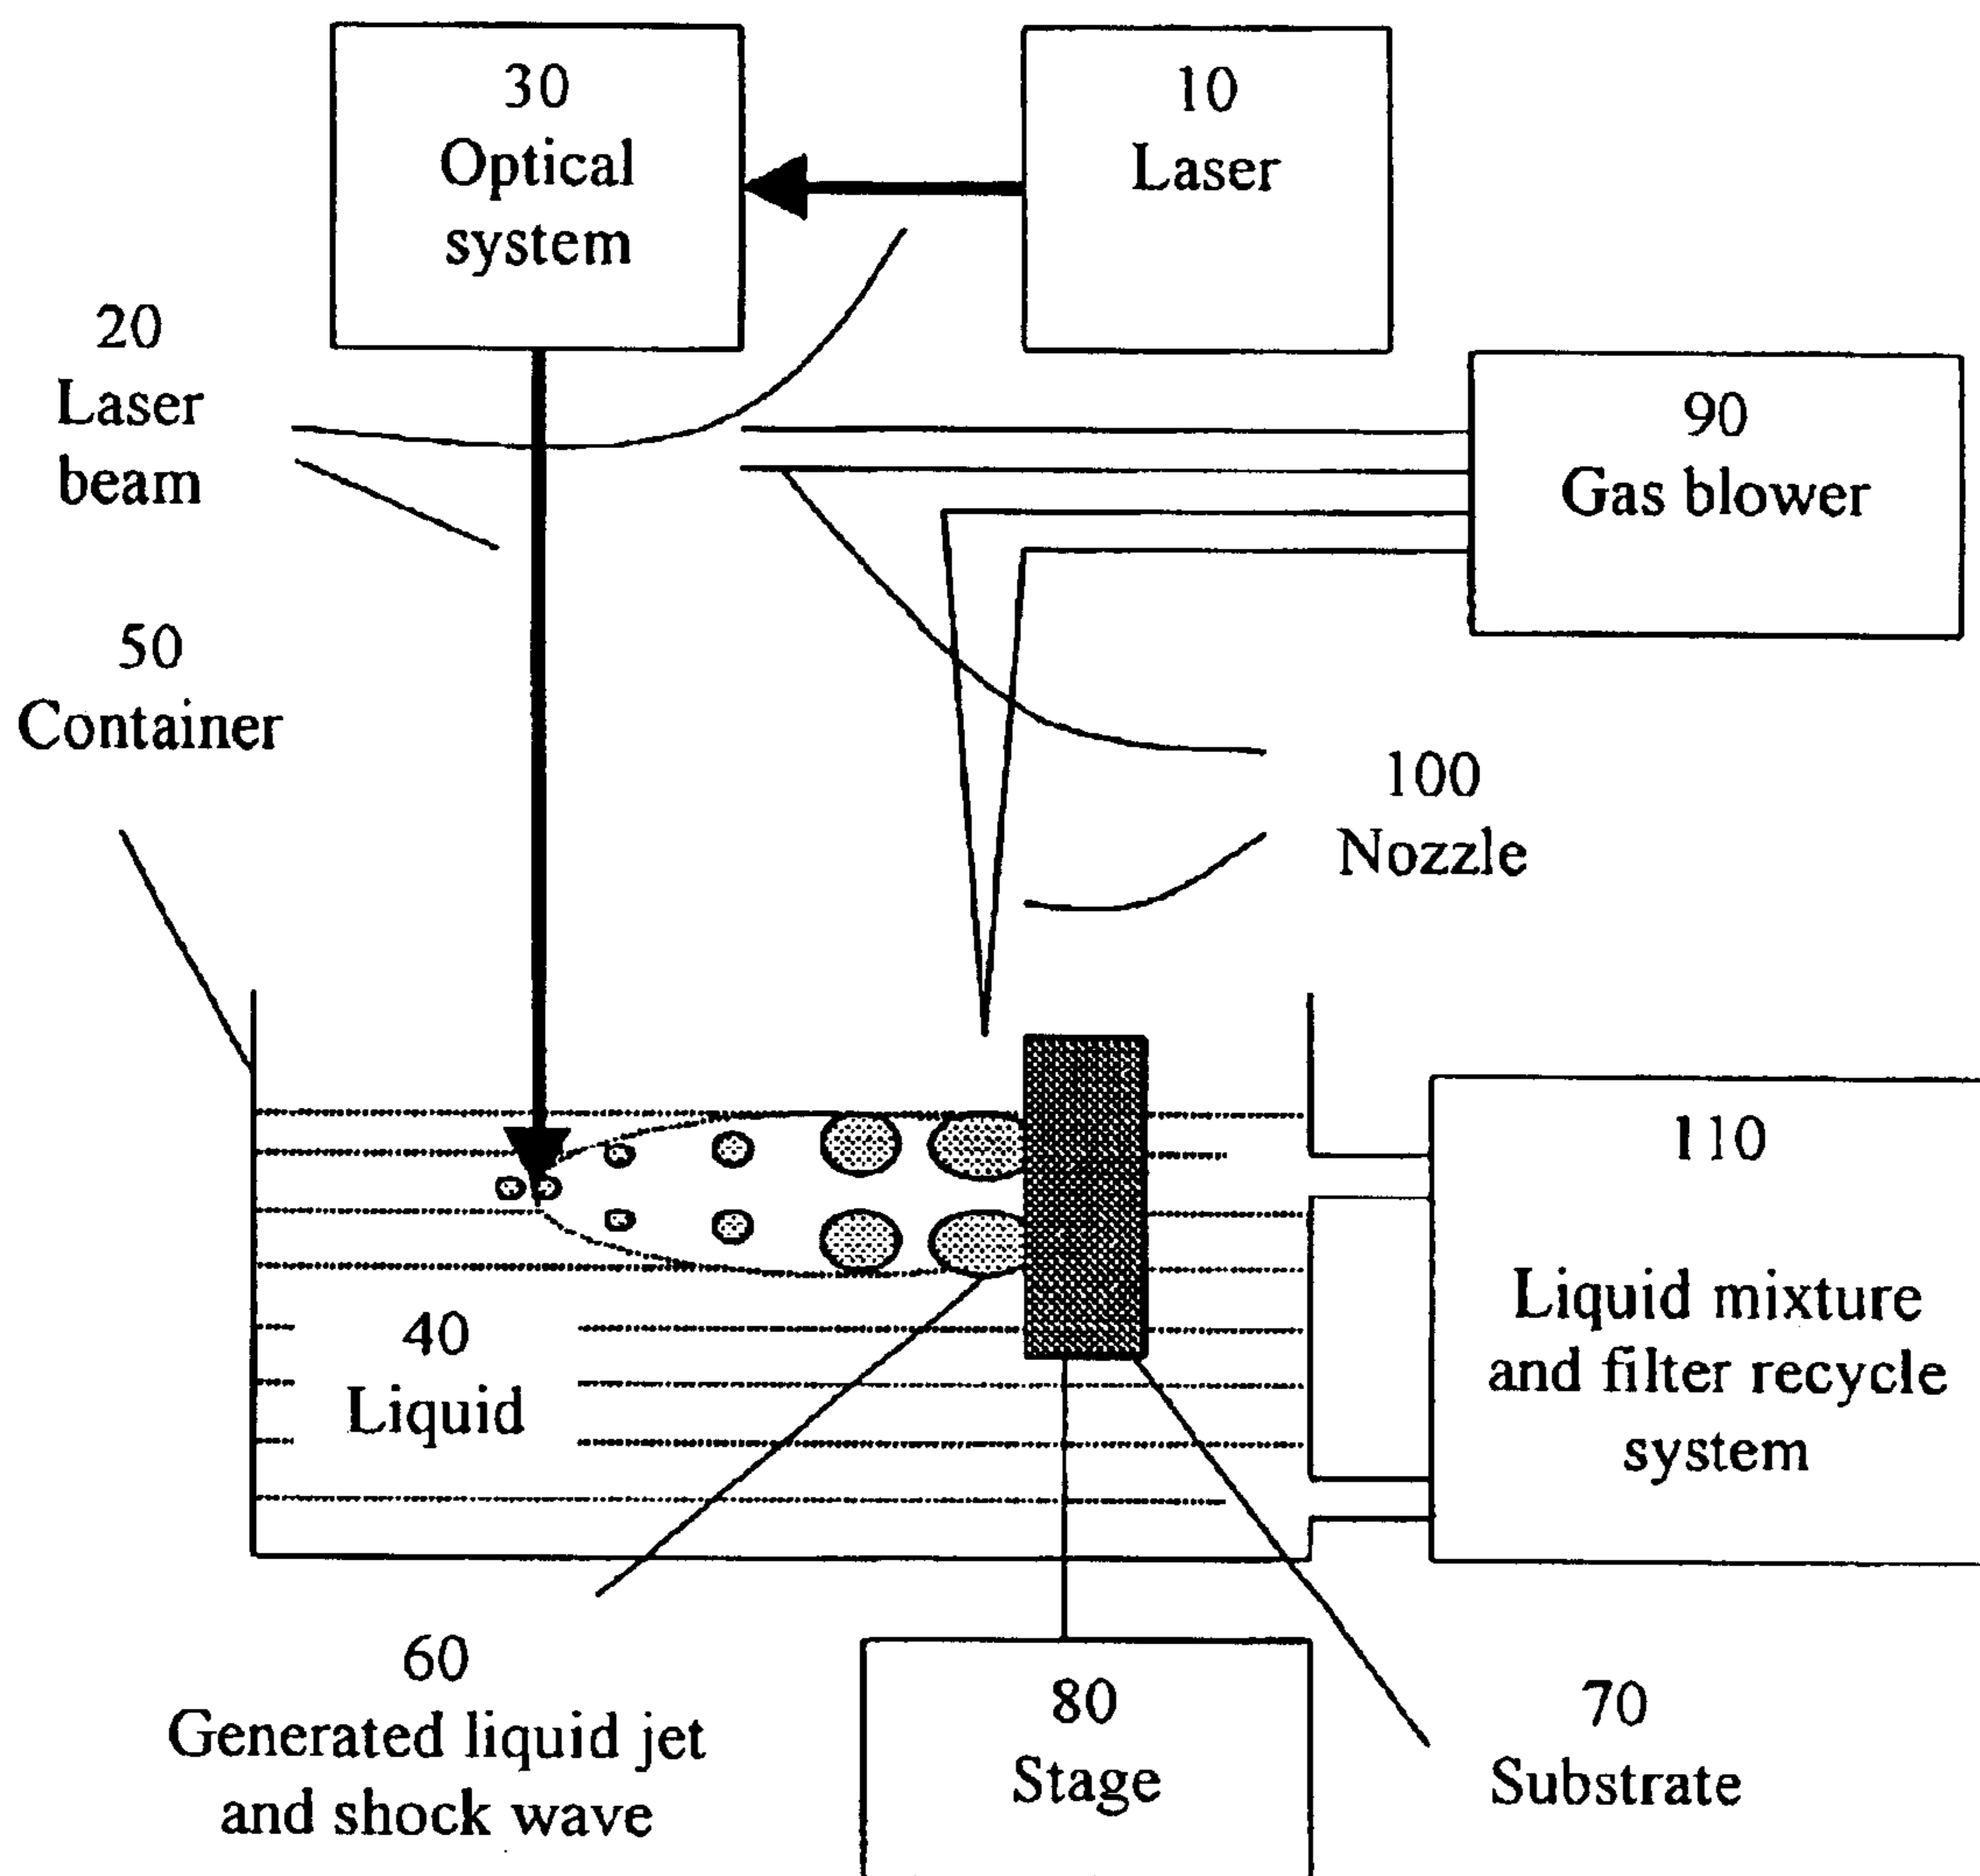 30
Optical
system
10
Laser
20
Laser
beam
90
Gas blower
50
Container
100
Nozzle
110
Liquid mixture
and filter recycle
system
40
Liquid
60
Generated liquid jet
and shock wave
80
Stage
70
Substrate